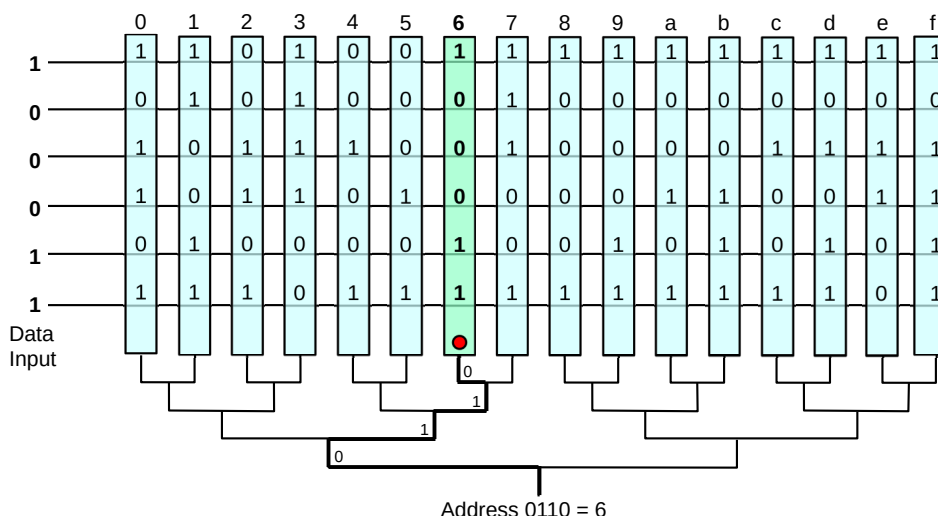 0 1 2 3 4 5 6 7 8 9 a b c d e f
1 1 1 0 1 0 0 1 1 1 1 1 1 1 1 1 1
0 0 1 0 1 0 0 0 1 0 0 0 0 0 0 0 0
0 1 0 1 1 1 0 0 1 0 0 0 0 1 1 1 1
0 1 0 1 1 0 1 0 0 0 0 1 1 0 0 1 1
1 0 1 0 0 0 0 1 0 0 1 0 1 0 1 0 1
1 1 1 1 0 1 1 1 1 1 1 1 1 1 1 0 1
Data
Input
0
1
1
0
Address 0110 = 6